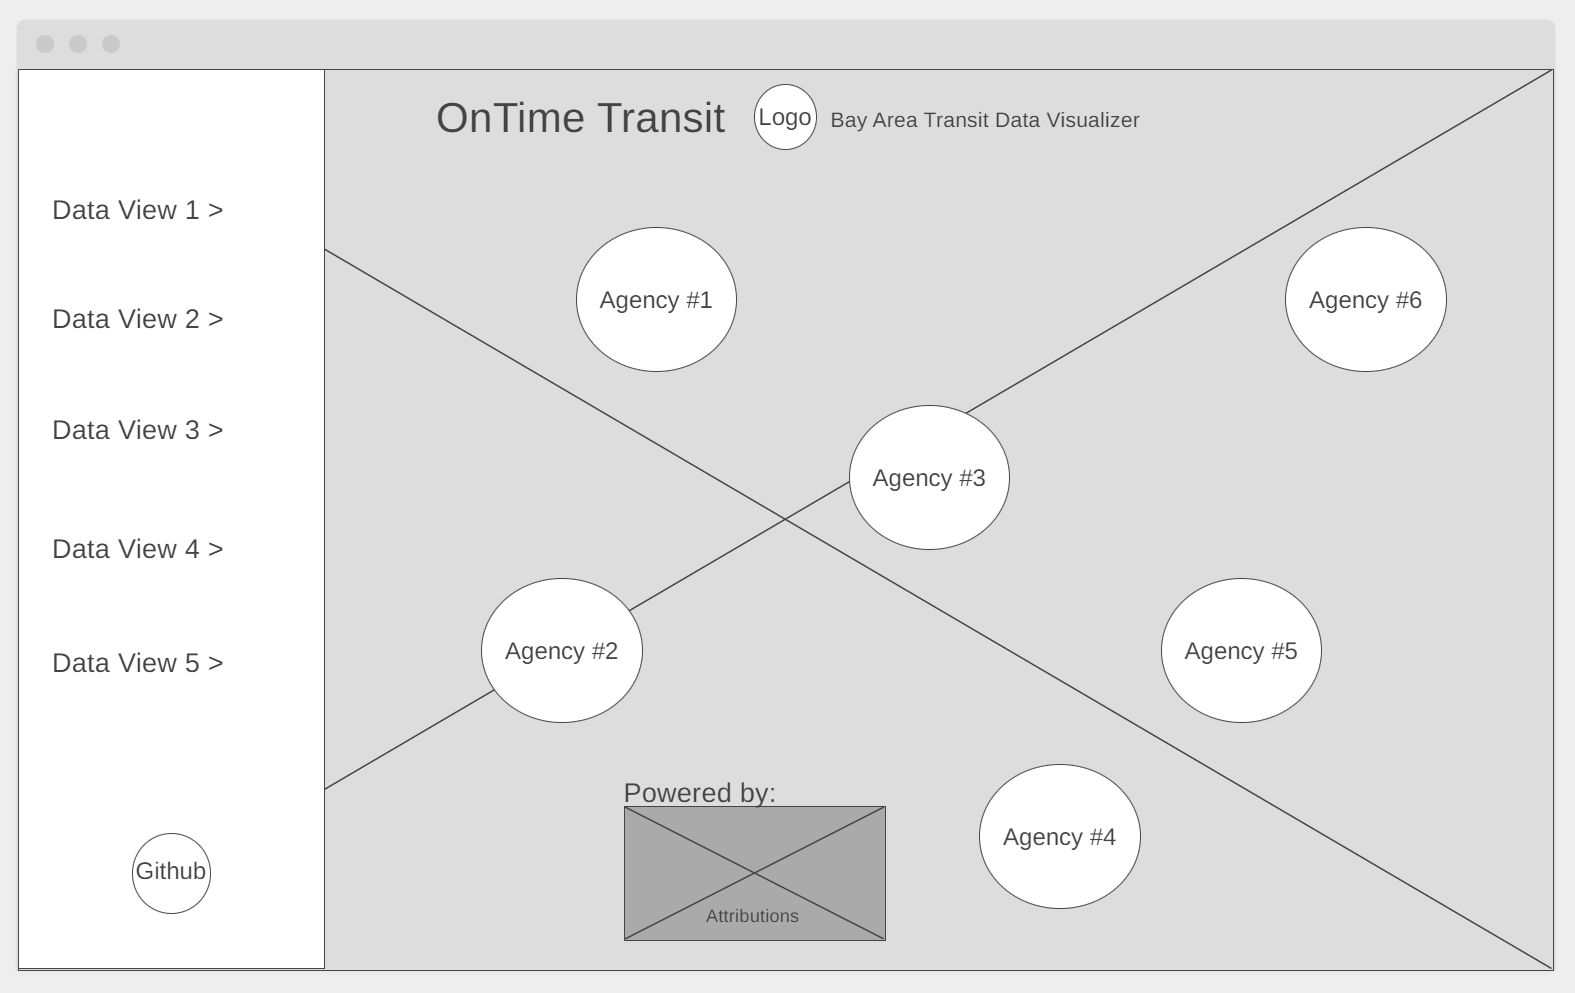 OnTime Transit
Logo
Bay Area Transit Data Visualizer
Data View 1 >
Data View 2 >
Data View 3 >
Data View 4 >
Data View 5 >
Github
Agency #1
Agency #6
Agency #3
Agency #2
Agency #5
Powered by:
Agency #4
Attributions